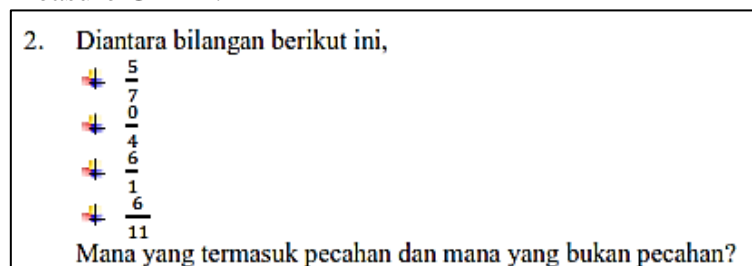 2. Diantara bilangan berikut ini,
5/7
0/4
6/1
6/11
Mana yang termasuk pecahan dan mana yang bukan pecahan?